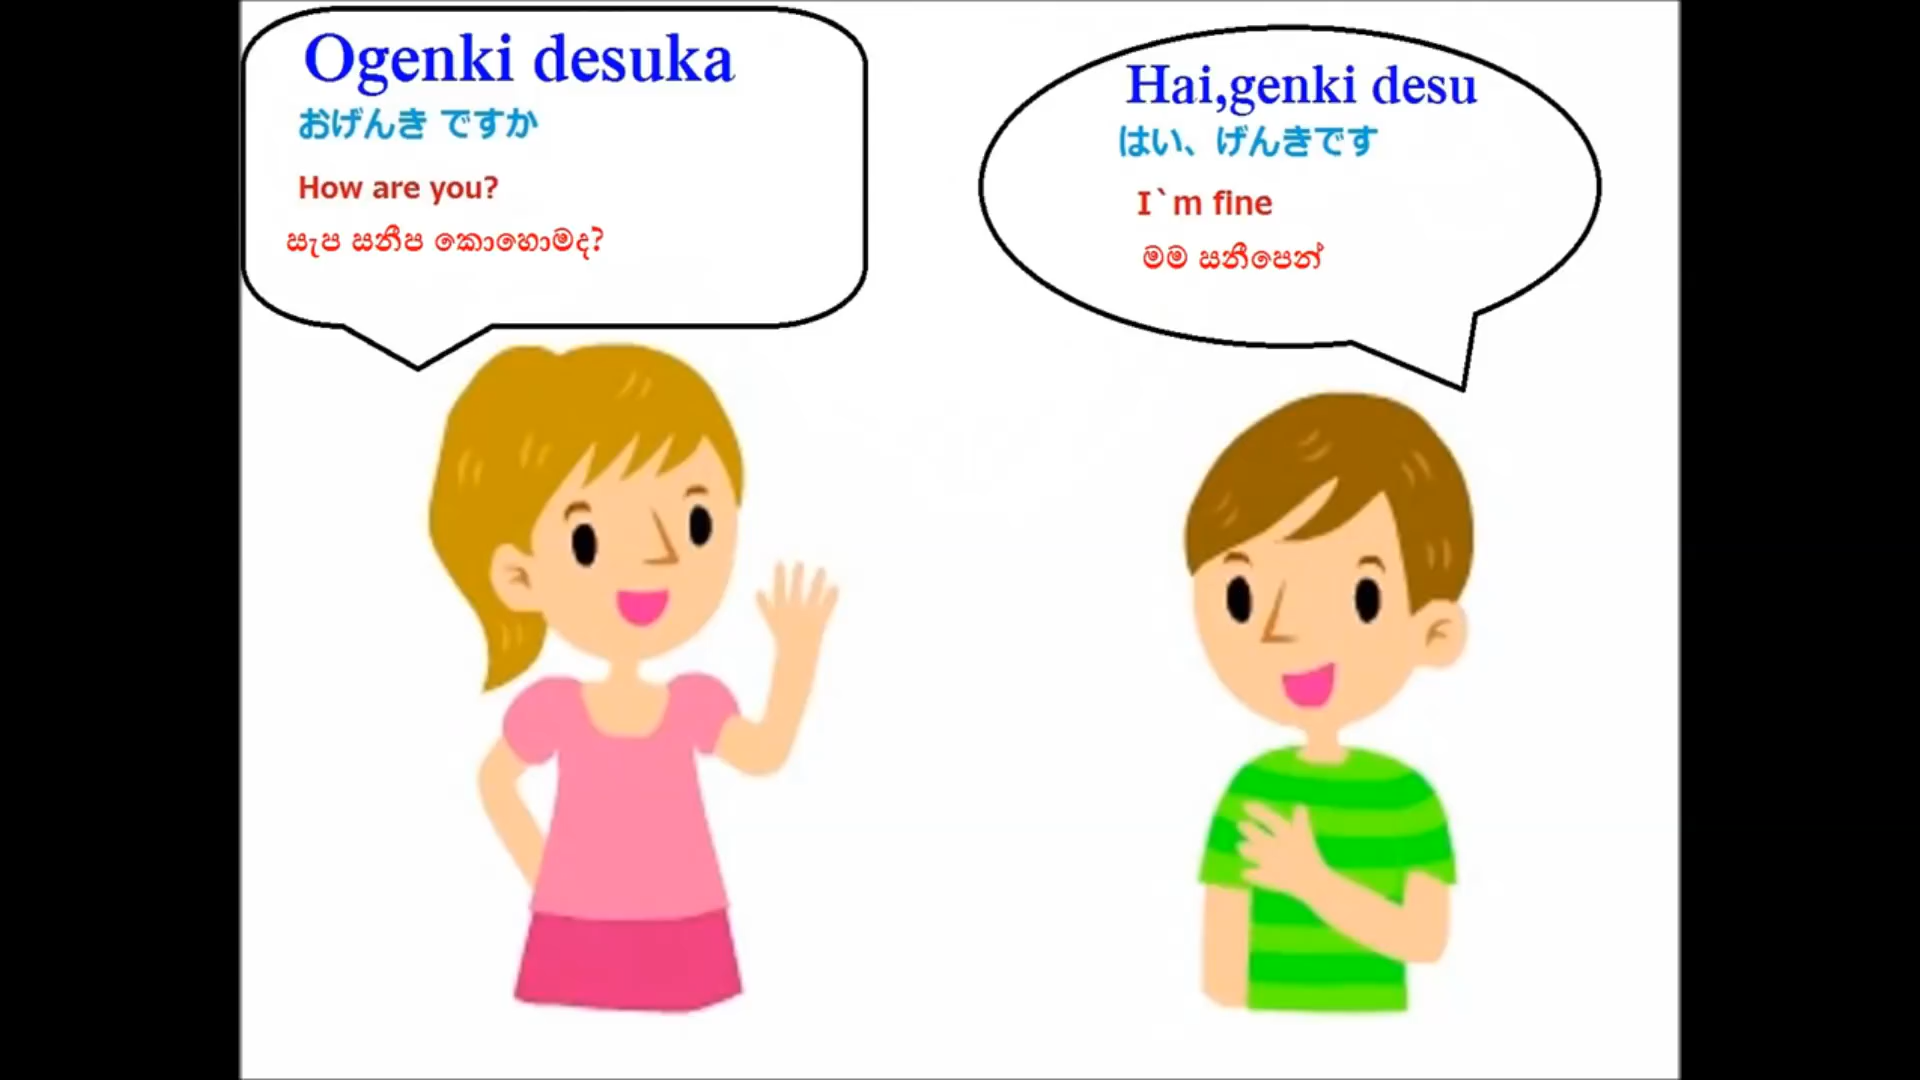 Ogenki desuka
おげんき ですか
How are you?
සැප සනීප කොහොමද?
Hai,genki desu
はい、げんきです
I`m fine
මම සනීපෙන්